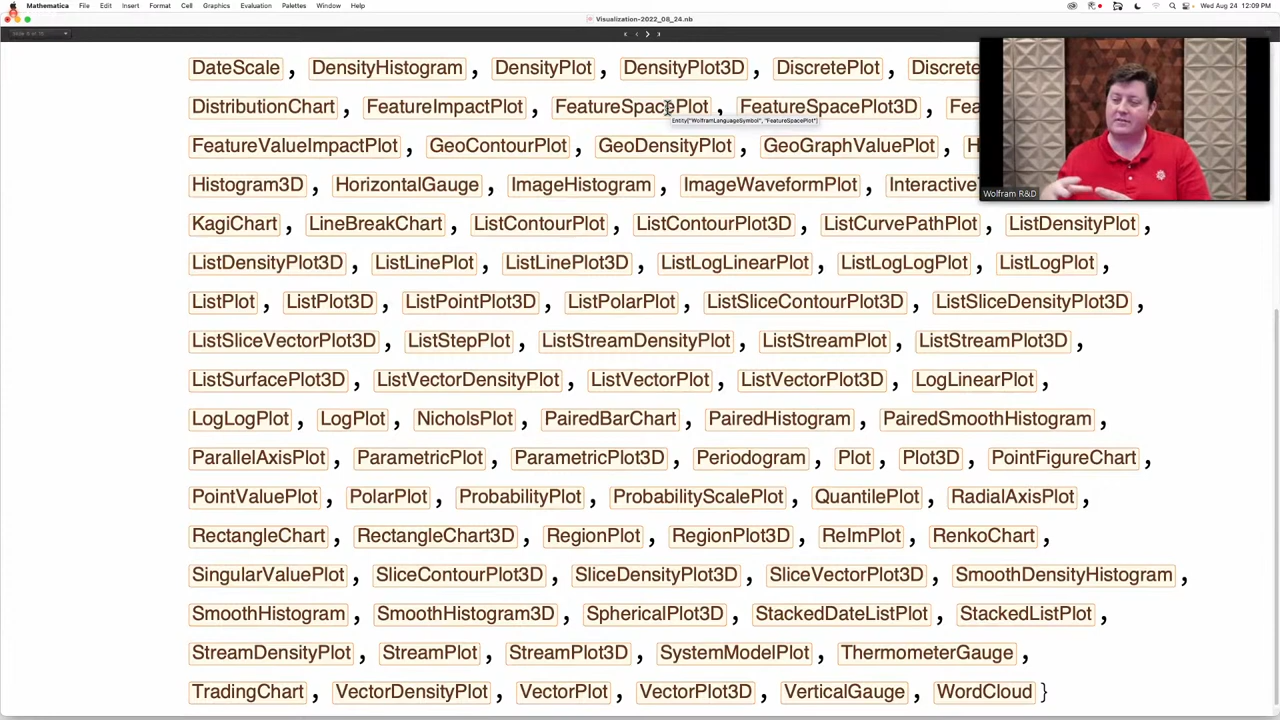 Mathematica File Edit Insert Format Cell Graphics Evaluation Palettes Window Help Wed Aug 24 12:09 PM
Visualization-2022_08_24.nb
DateScale , DensityHistogram , DensityPlot , DensityPlot3D , DiscretePlot , Discrete
DistributionChart , FeatureImpactPlot , FeatureSpacePlot , FeatureSpacePlot3D , Fea
Entity["WolframLanguageSymbol", "FeatureSpacePlot"]
FeatureValueImpactPlot , GeoContourPlot , GeoDensityPlot , GeoGraphValuePlot , H
Histogram3D , HorizontalGauge , ImageHistogram , ImageWaveformPlot , Interactive
Wolfram R&D
KagiChart , LineBreakChart , ListContourPlot , ListContourPlot3D , ListCurvePathPlot , ListDensityPlot ,
ListDensityPlot3D , ListLinePlot , ListLinePlot3D , ListLogLinearPlot , ListLogLogPlot , ListLogPlot ,
ListPlot , ListPlot3D , ListPointPlot3D , ListPolarPlot , ListSliceContourPlot3D , ListSliceDensityPlot3D ,
ListSliceVectorPlot3D , ListStepPlot , ListStreamDensityPlot , ListStreamPlot , ListStreamPlot3D ,
ListSurfacePlot3D , ListVectorDensityPlot , ListVectorPlot , ListVectorPlot3D , LogLinearPlot ,
LogLogPlot , LogPlot , NicholsPlot , PairedBarChart , PairedHistogram , PairedSmoothHistogram ,
ParallelAxisPlot , ParametricPlot , ParametricPlot3D , Periodogram , Plot , Plot3D , PointFigureChart ,
PointValuePlot , PolarPlot , ProbabilityPlot , ProbabilityScalePlot , QuantilePlot , RadialAxisPlot ,
RectangleChart , RectangleChart3D , RegionPlot , RegionPlot3D , ReImPlot , RenkoChart ,
SingularValuePlot , SliceContourPlot3D , SliceDensityPlot3D , SliceVectorPlot3D , SmoothDensityHistogram ,
SmoothHistogram , SmoothHistogram3D , SphericalPlot3D , StackedDateListPlot , StackedListPlot ,
StreamDensityPlot , StreamPlot , StreamPlot3D , SystemModelPlot , ThermometerGauge ,
TradingChart , VectorDensityPlot , VectorPlot , VectorPlot3D , VerticalGauge , WordCloud }